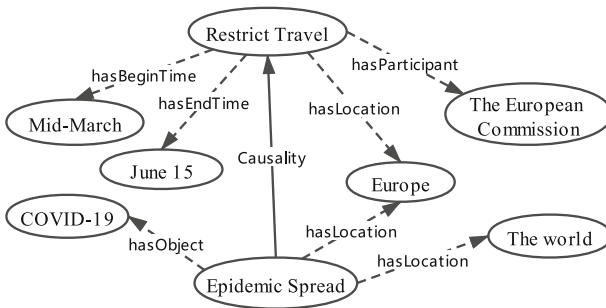 Restrict Travel
hasBeginTime
hasParticipant
hasEndTime
hasLocation
Mid-March
The European
Commission
June 15
Causality
Europe
COVID-19
hasObject
hasLocation
The world
hasLocation
Epidemic Spread